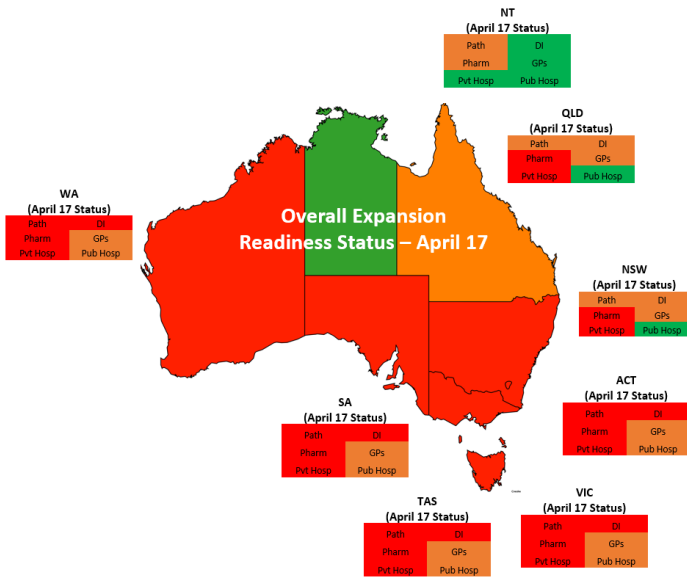 NT
(April 17 Status)
Path DI
Pharm GPs
Pvt Hosp Pub Hosp
QLD
(April 17 Status)
Path DI
Pharm GPs
Pvt Hosp Pub Hosp
WA
(April 17 Status)
Path DI
Pharm GPs
Pvt Hosp Pub Hosp
Overall Expansion
Readiness Status – April 17
NSW
(April 17 Status)
Path DI
Pharm GPs
Pvt Hosp Pub Hosp
ACT
(April 17 Status)
Path DI
Pharm GPs
Pvt Hosp Pub Hosp
SA
(April 17 Status)
Path DI
Pharm GPs
Pvt Hosp Pub Hosp
TAS
(April 17 Status)
Path DI
Pharm GPs
Pvt Hosp Pub Hosp
VIC
(April 17 Status)
Path DI
Pharm GPs
Pvt Hosp Pub Hosp